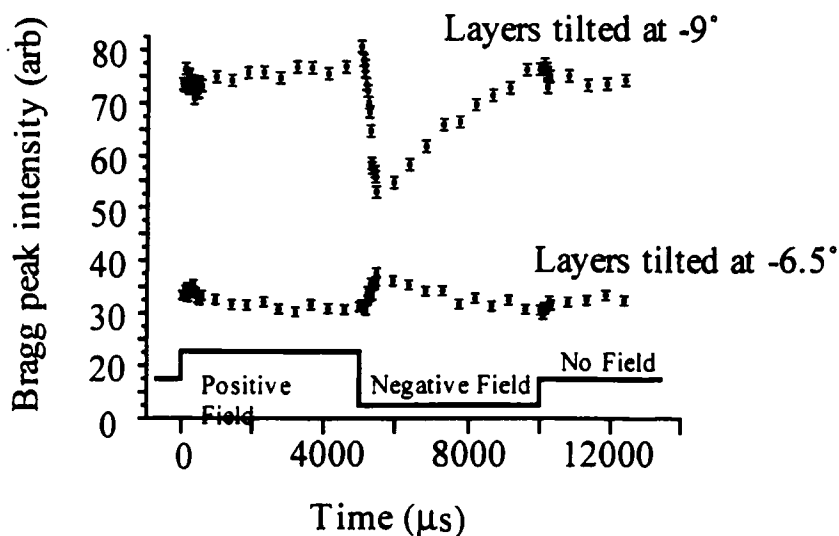 Layers tilted at -9°
Bragg peak intensity (arb)
80
70
60
50
40
30
20
10
0
Layers tilted at -6.5°
Positive
Field
Negative Field
No Field
0
4000
8000
12000
Time (μs)